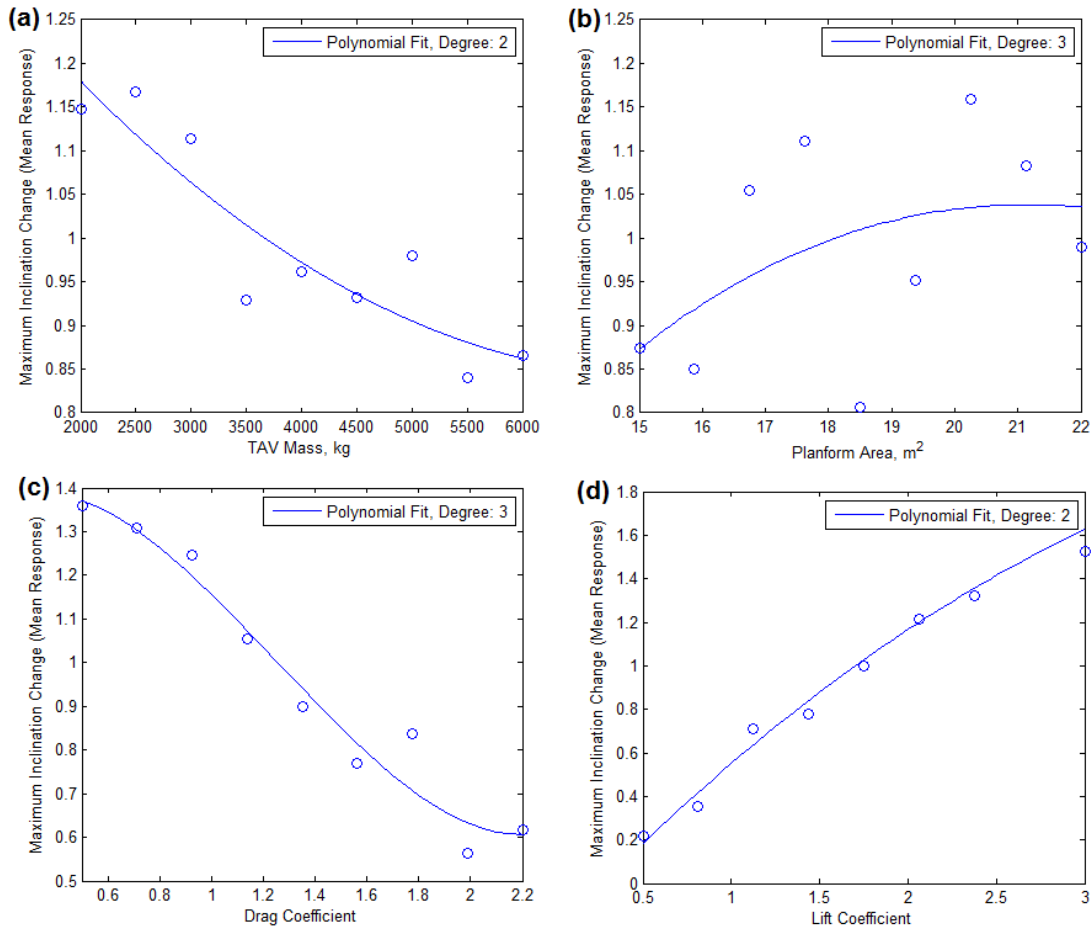 (a)
1.25
1.2
1.15
1.1
1.05
1
0.95
0.9
0.85
0.8
Maximum Inclination Change (Mean Response)
Polynomial Fit, Degree: 2
2000 2500 3000 3500 4000 4500 5000 5500 6000
TAV Mass, kg
(b)
1.25
1.2
1.15
1.1
1.05
1
0.95
0.9
0.85
0.8
Maximum Inclination Change (Mean Response)
Polynomial Fit, Degree: 3
15 16 17 18 19 20 21 22
Planform Area, m²
(c)
1.4
1.3
1.2
1.1
1
0.9
0.8
0.7
0.6
0.5
Maximum Inclination Change (Mean Response)
Polynomial Fit, Degree: 3
0.6 0.8 1 1.2 1.4 1.6 1.8 2 2.2
Drag Coefficient
(d)
1.8
1.6
1.4
1.2
1
0.8
0.6
0.4
0.2
0
Maximum Inclination Change (Mean Response)
Polynomial Fit, Degree: 2
0.5 1 1.5 2 2.5 3
Lift Coefficient